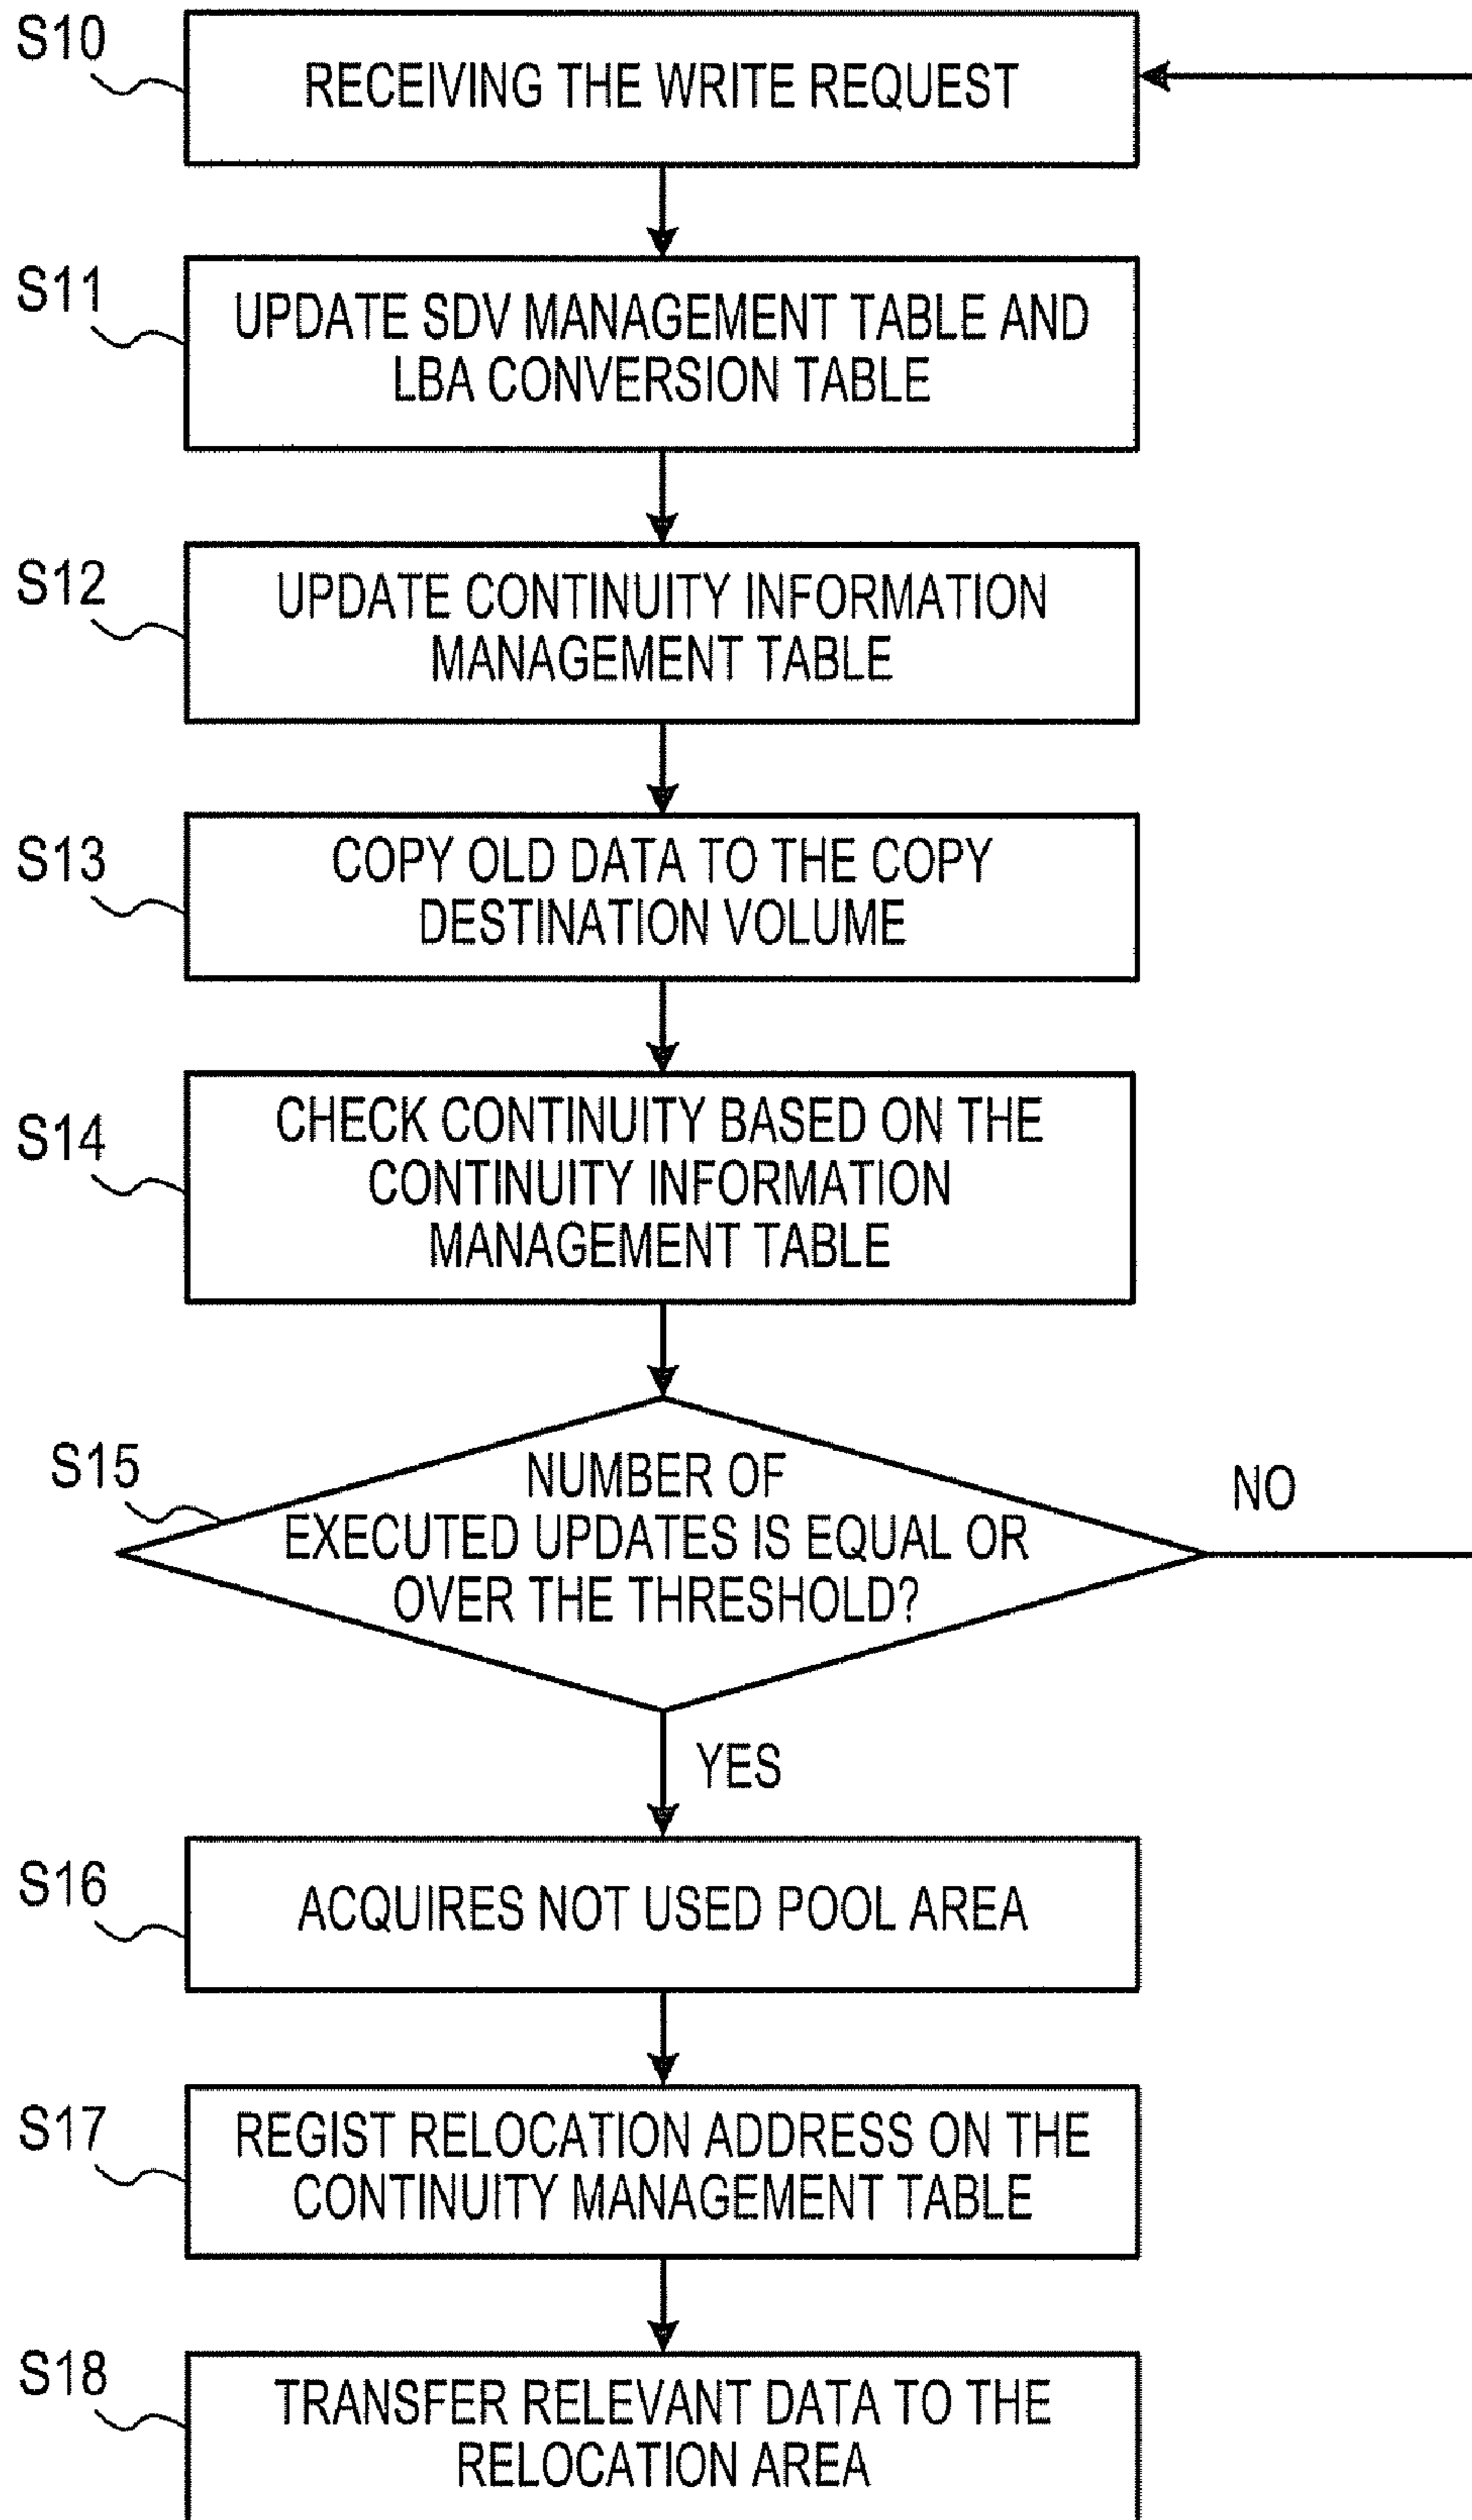 S10
RECEIVING THE WRITE REQUEST
S11
UPDATE SDV MANAGEMENT TABLE AND
LBA CONVERSION TABLE
S12
UPDATE CONTINUITY INFORMATION
MANAGEMENT TABLE
S13
COPY OLD DATA TO THE COPY
DESTINATION VOLUME
S14
CHECK CONTINUITY BASED ON THE
CONTINUITY INFORMATION
MANAGEMENT TABLE
S15
NUMBER OF
EXECUTED UPDATES IS EQUAL OR
OVER THE THRESHOLD?
NO
YES
S16
ACQUIRES NOT USED POOL AREA
S17
REGIST RELOCATION ADDRESS ON THE
CONTINUITY MANAGEMENT TABLE
S18
TRANSFER RELEVANT DATA TO THE
RELOCATION AREA